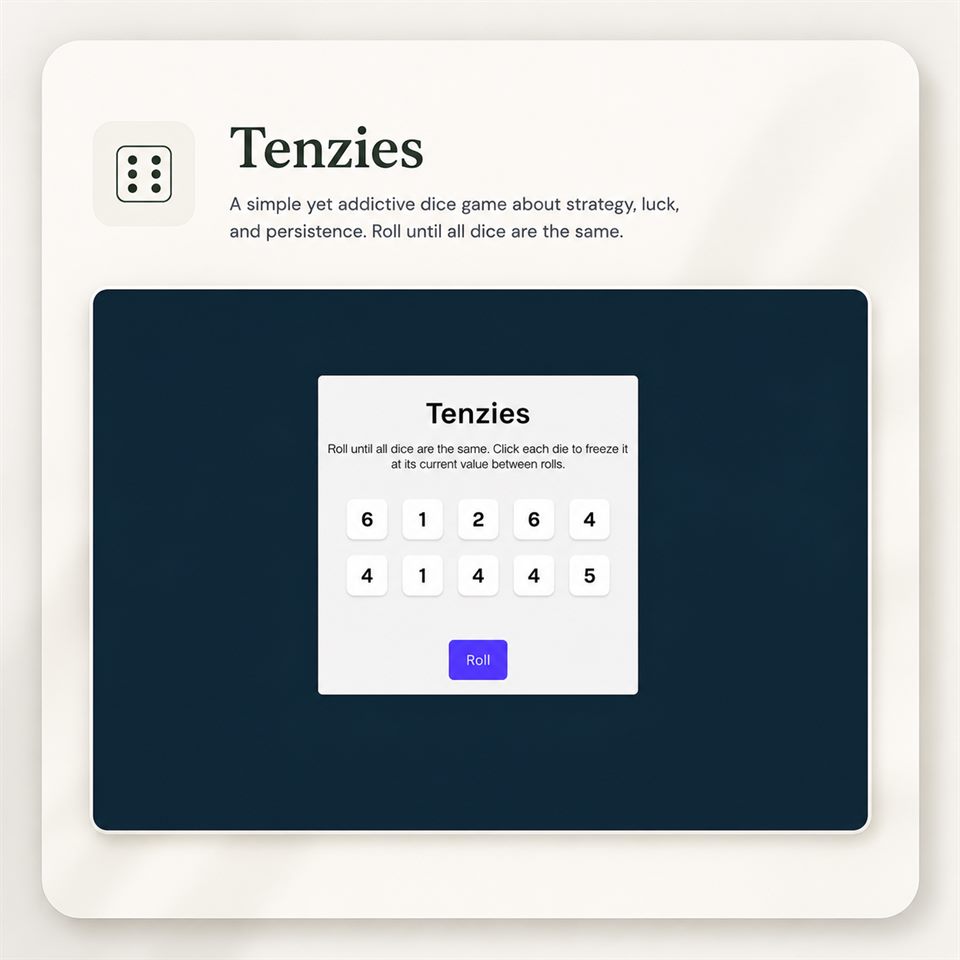 Tenzies
A simple yet addictive dice game about strategy, luck,
and persistence. Roll until all dice are the same.
Tenzies
Roll until all dice are the same. Click each die to freeze it
at its current value between rolls.
6 1 2 6 4
4 1 4 4 5
Roll